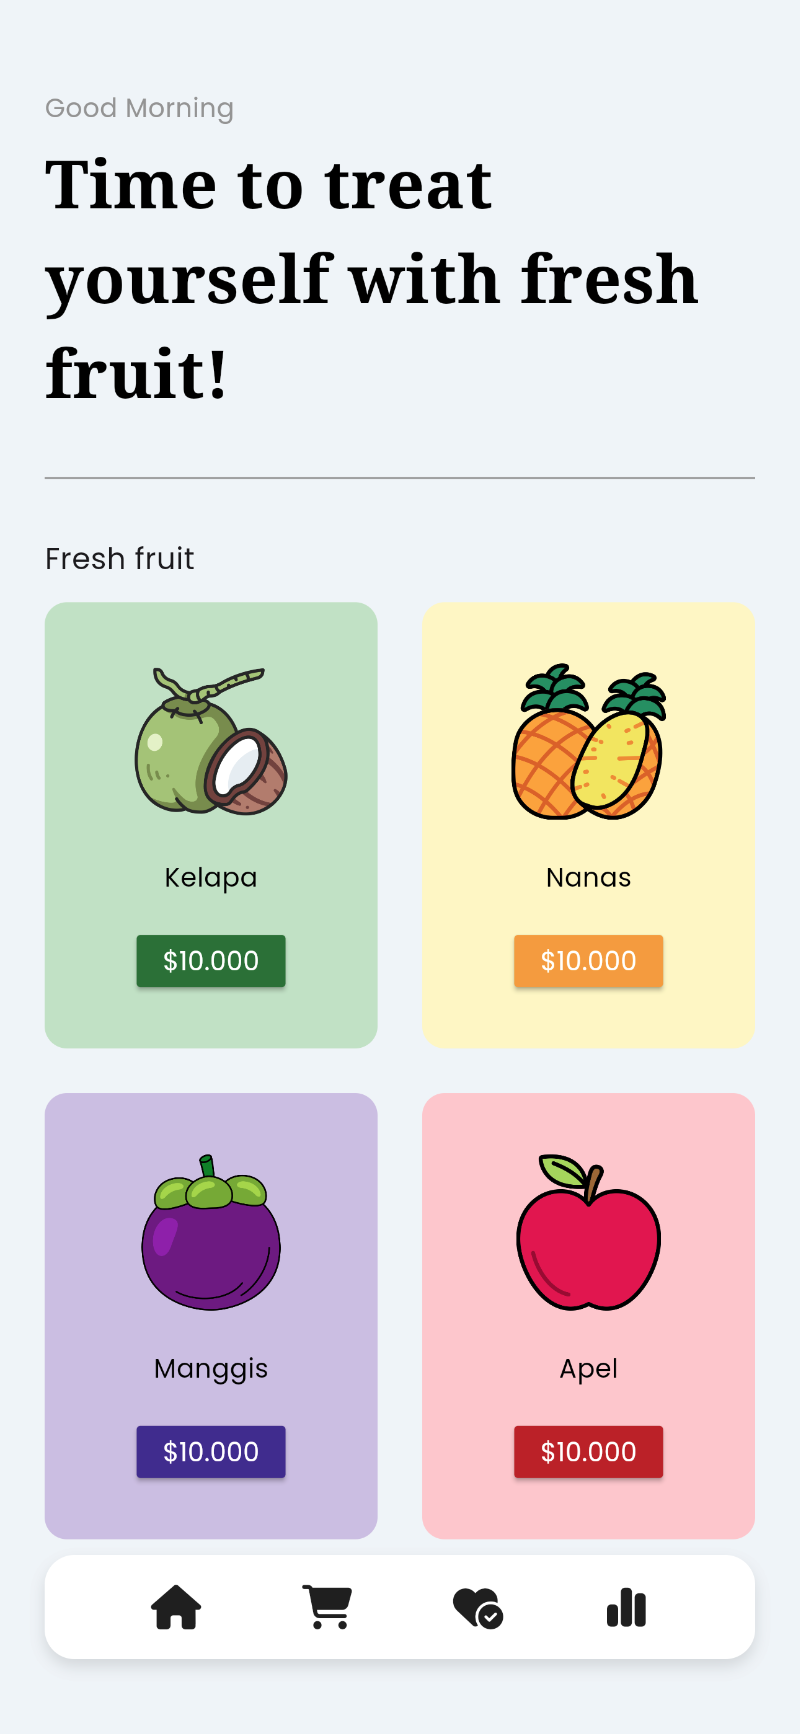 Good Morning
Time to treat
yourself with fresh
fruit!
Fresh fruit
Kelapa
$10.000
Nanas
$10.000
Manggis
$10.000
Apel
$10.000